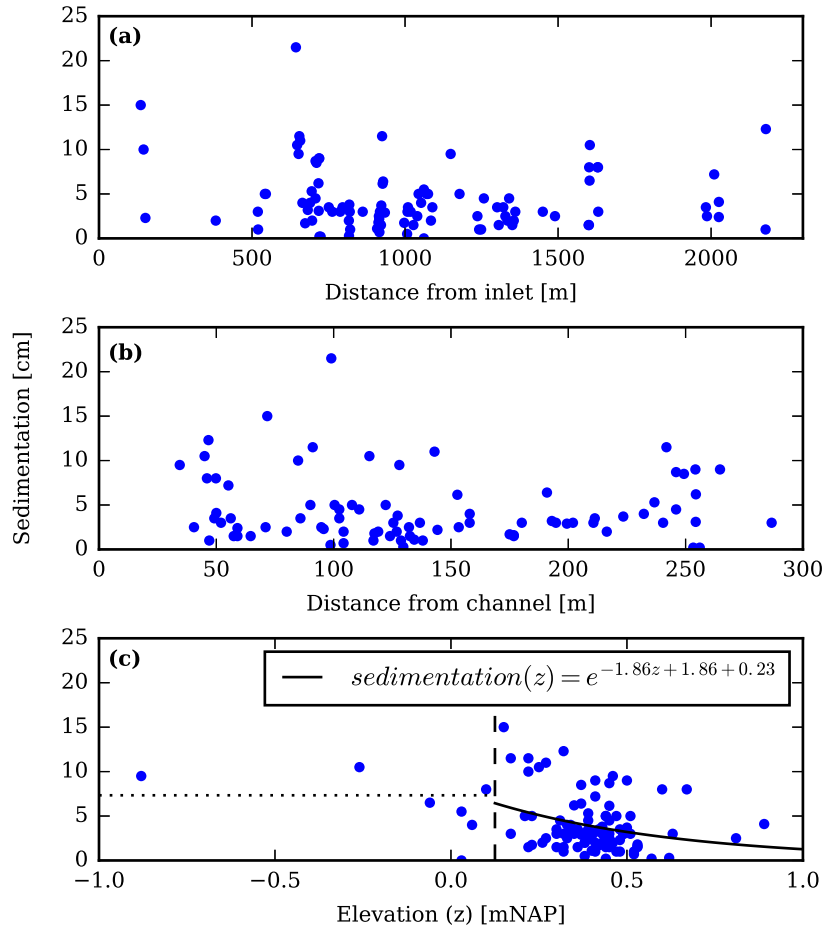 25
(a)
20
15
10
5
0
0 500 1000 1500 2000
Distance from inlet [m]
Sedimentation [cm]
25
(b)
20
15
10
5
0
0 50 100 150 200 250 300
Distance from channel [m]
25
(c)
sedimentation(z) = e^{-1.86z+1.86+0.23}
20
15
10
5
0
−1.0 −0.5 0.0 0.5 1.0
Elevation (z) [mNAP]